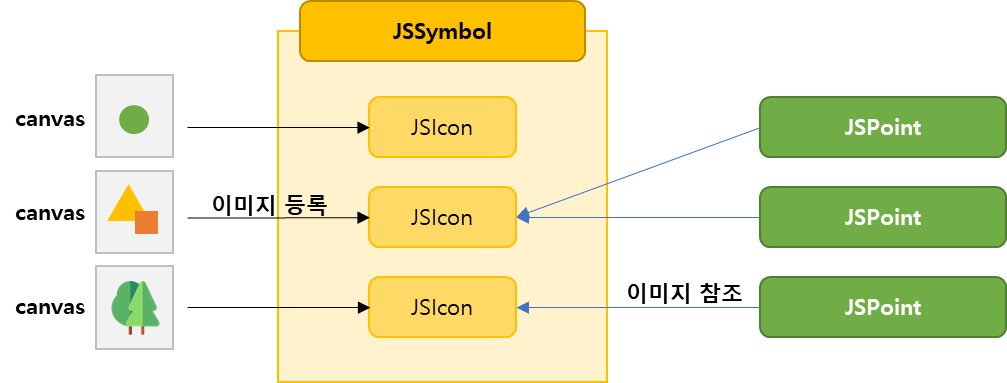 JSSymbol
canvas
JSIcon
JSPoint
canvas
이미지 등록
JSIcon
JSPoint
canvas
JSIcon
이미지 참조
JSPoint